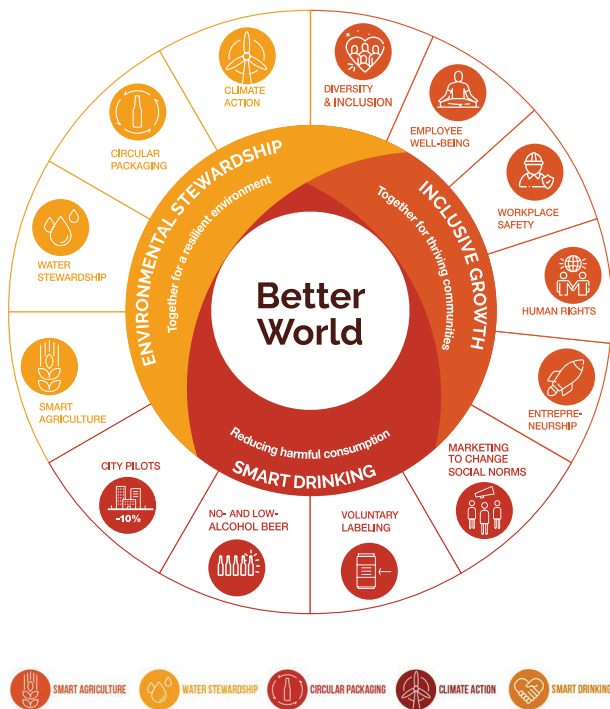 CLIMATE
ACTION
DIVERSITY
& INCLUSION
EMPLOYEE
WELL-BEING
CIRCULAR
PACKAGING
WORKPLACE
SAFETY
WATER
STEWARDSHIP
HUMAN RIGHTS
SMART
AGRICULTURE
ENTREPRE-
NEURSHIP
ENVIRONMENTAL STEWARDSHIP
Together for a resilient environment
INCLUSIVE GROWTH
Together for thriving communities
Better
World
Reducing harmful consumption
SMART DRINKING
CITY PILOTS
-10%
NO- AND LOW-
ALCOHOL BEER
VOLUNTARY
LABELING
MARKETING
TO CHANGE
SOCIAL NORMS
SMART AGRICULTURE
WATER STEWARDSHIP
CIRCULAR PACKAGING
CLIMATE ACTION
SMART DRINKING